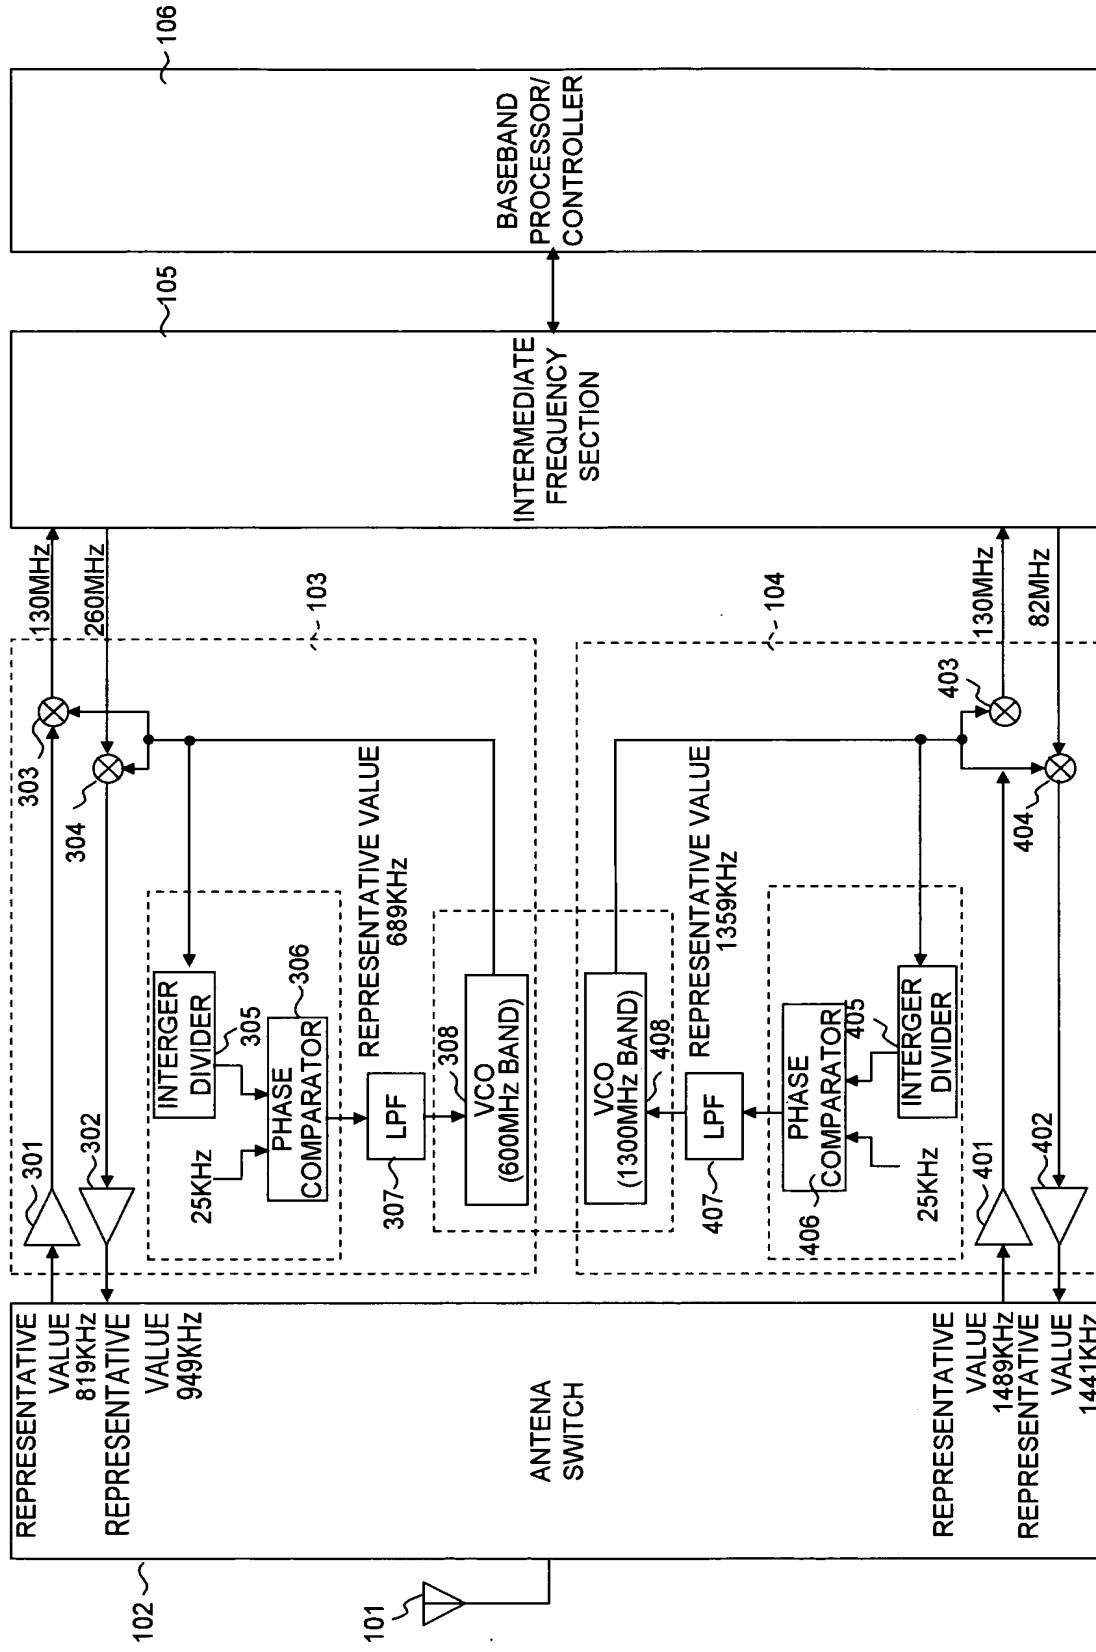 106
BASEBAND
PROCESSOR/
CONTROLLER
105
INTERMEDIATE
FREQUENCY
SECTION
130MHz
260MHz
130MHz
82MHz
103
104
303
304
403
404
INTERGER
DIVIDER
305
306
PHASE
COMPARATOR
25KHz
REPRESENTATIVE VALUE
689KHz
LPF
307
308
VCO
(600MHz BAND)
VCO
(1300MHz BAND)
408
REPRESENTATIVE VALUE
1359KHz
LPF
407
PHASE
COMPARATOR
406
405
INTERGER
DIVIDER
25KHz
301
302
401
402
REPRESENTATIVE
VALUE
819KHz
REPRESENTATIVE
VALUE
949KHz
ANTENA
SWITCH
REPRESENTATIVE
VALUE
1489KHz
REPRESENTATIVE
VALUE
1441KHz
102
101